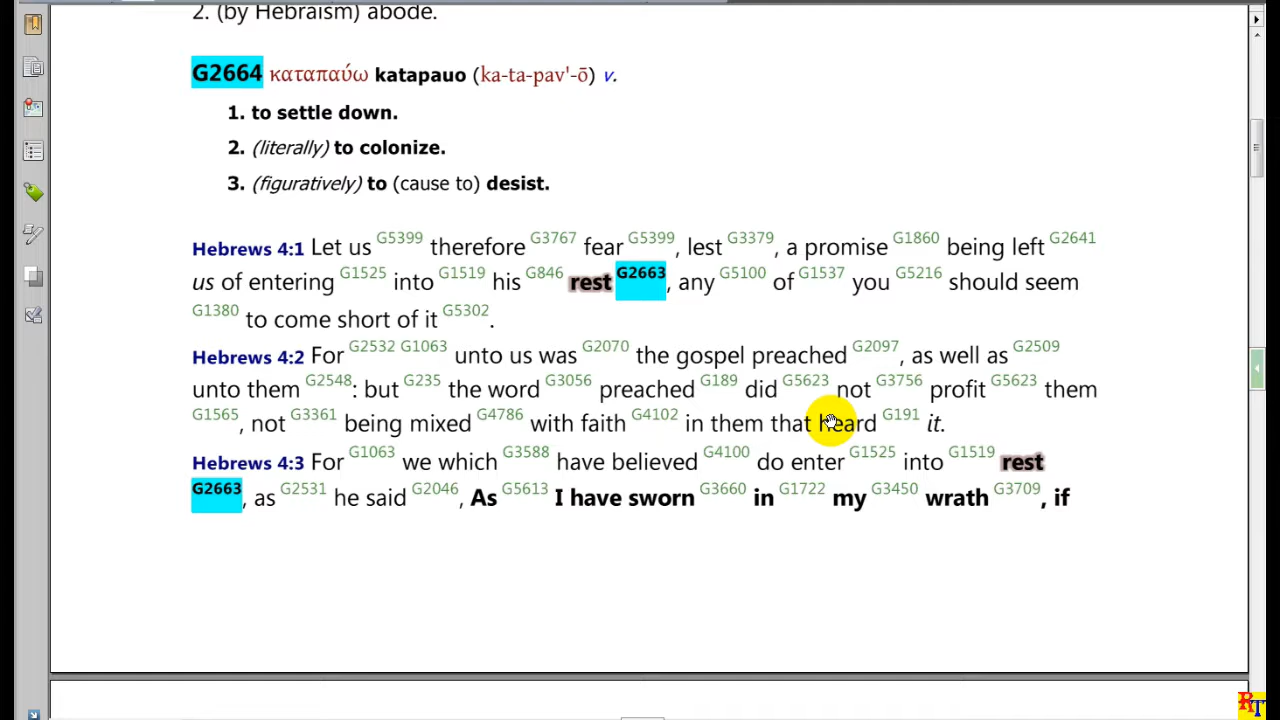 2. (by Hebraism) abode.
G2664 καταπαύω katapauo (ka-ta-pav'-ō) v.
1. to settle down.
2. (literally) to colonize.
3. (figuratively) to (cause to) desist.
Hebrews 4:1 Let us G5399 therefore G3767 fear G5399 , lest G3379 , a promise G1860 being left G2641
us of entering G1525 into G1519 his G846 rest G2663 , any G5100 of G1537 you G5216 should seem
G1380 to come short of it G5302 .
Hebrews 4:2 For G2532 G1063 unto us was G2070 the gospel preached G2097 , as well as G2509
unto them G2548 : but G235 the word G3056 preached G189 did G5623 not G3756 profit G5623 them
G1565 , not G3361 being mixed G4786 with faith G4102 in them that heard G191 it.
Hebrews 4:3 For G1063 we which G3588 have believed G4100 do enter G1525 into G1519 rest
G2663 , as G2531 he said G2046 , As G5613 I have sworn G3660 in G1722 my G3450 wrath G3709 , if
RT